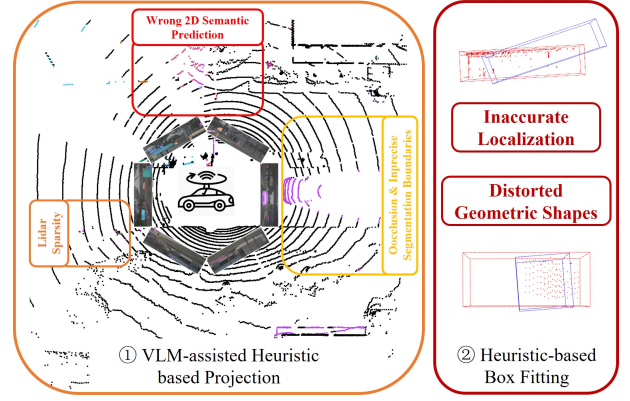 Wrong 2D Semantic
Prediction
Lidar
Sparsity
Occlusion & Imprecise
Segmentation Boundaries
① VLM-assisted Heuristic
based Projection
Inaccurate
Localization
Distorted
Geometric Shapes
② Heuristic-based
Box Fitting